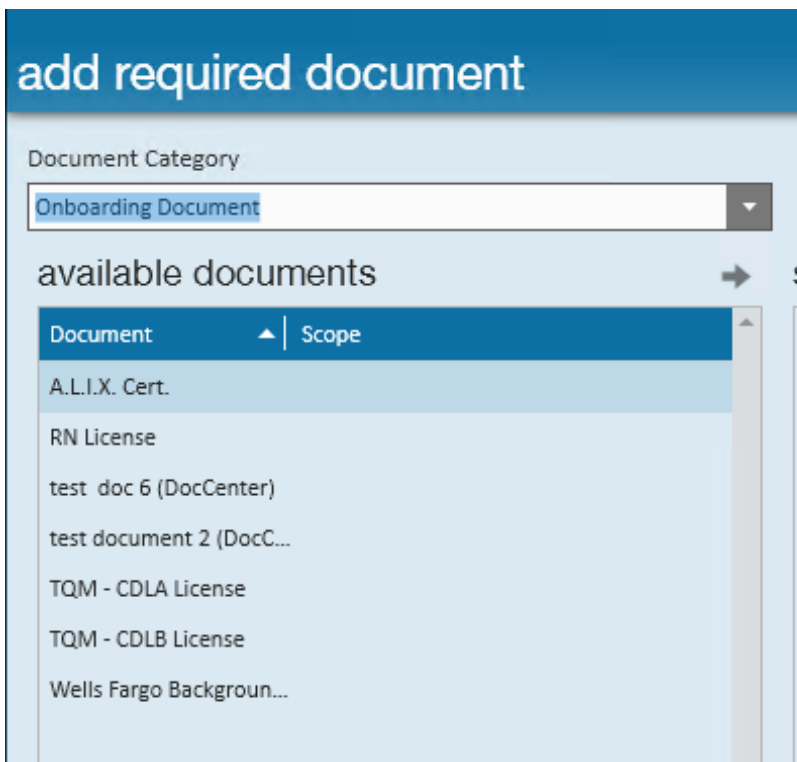 add required document
Document Category
Onboarding Document
available documents
Document Scope
A.L.I.X. Cert.
RN License
test  doc 6 (DocCenter)
test document 2 (DocC...
TQM - CDLA License
TQM - CDLB License
Wells Fargo Backgroun...